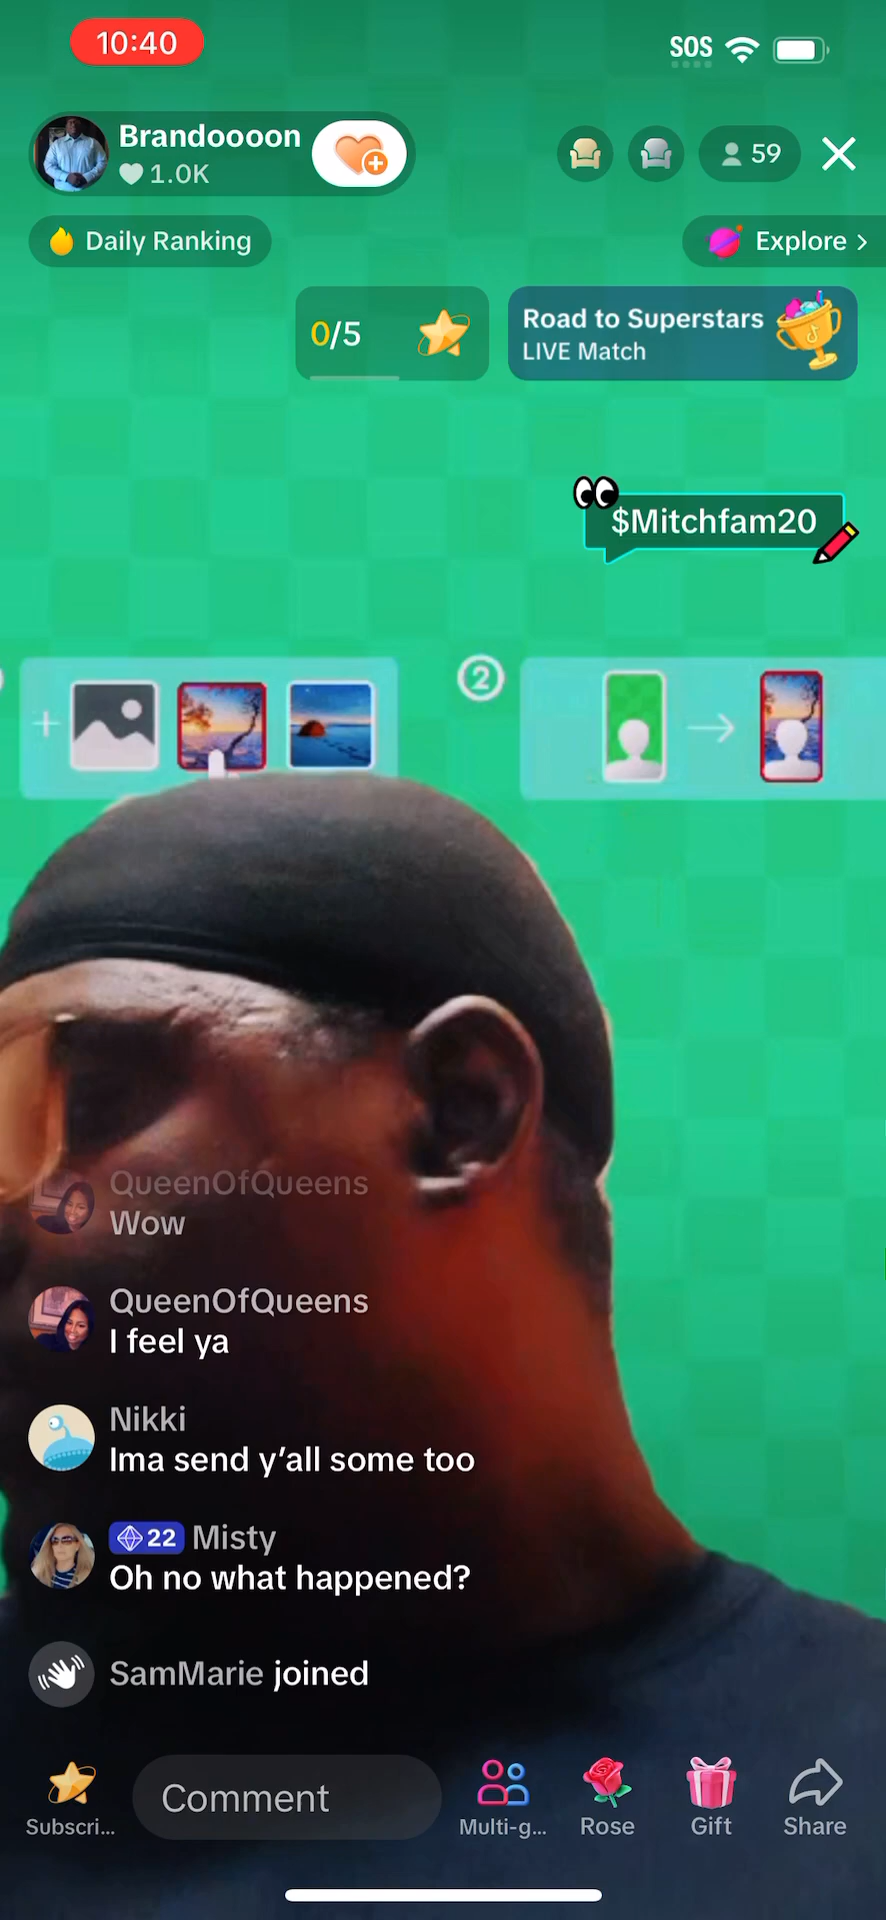 10:40
SOS
Brandoooon
1.0K
59
Daily Ranking
Explore >
0/5
Road to Superstars
LIVE Match
$Mitchfam20
2
QueenOfQueens
Wow
QueenOfQueens
I feel ya
Nikki
Ima send y’all some too
22 Misty
Oh no what happened?
SamMarie joined
Comment
Subscri...
Multi-g...
Rose
Gift
Share